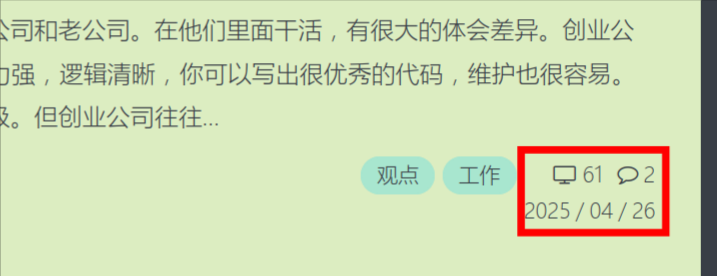 公司和老公司。在他们里面干活，有很大的体会差异。创业公
力强，逻辑清晰，你可以写出很优秀的代码，维护也很容易。
及。但创业公司往往...
观点 工作 61 2
2025 / 04 / 26